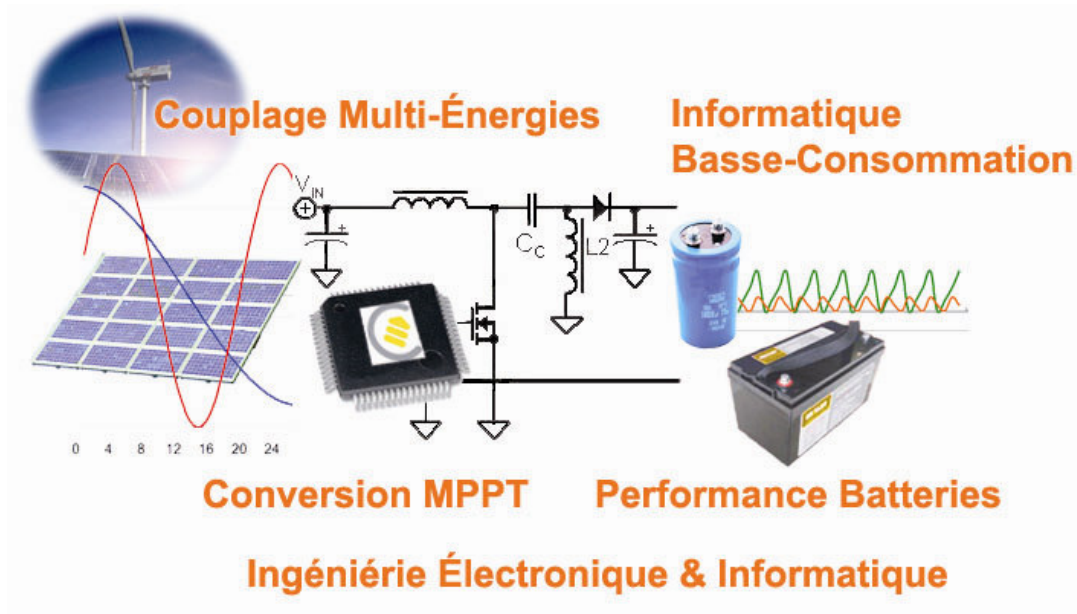 Couplage Multi-Énergies
Informatique
Basse-Consommation
VIN
+
+
+
Cc
L2
0 4 8 12 16 20 24
Conversion MPPT
Performance Batteries
Ingéniérie Électronique & Informatique